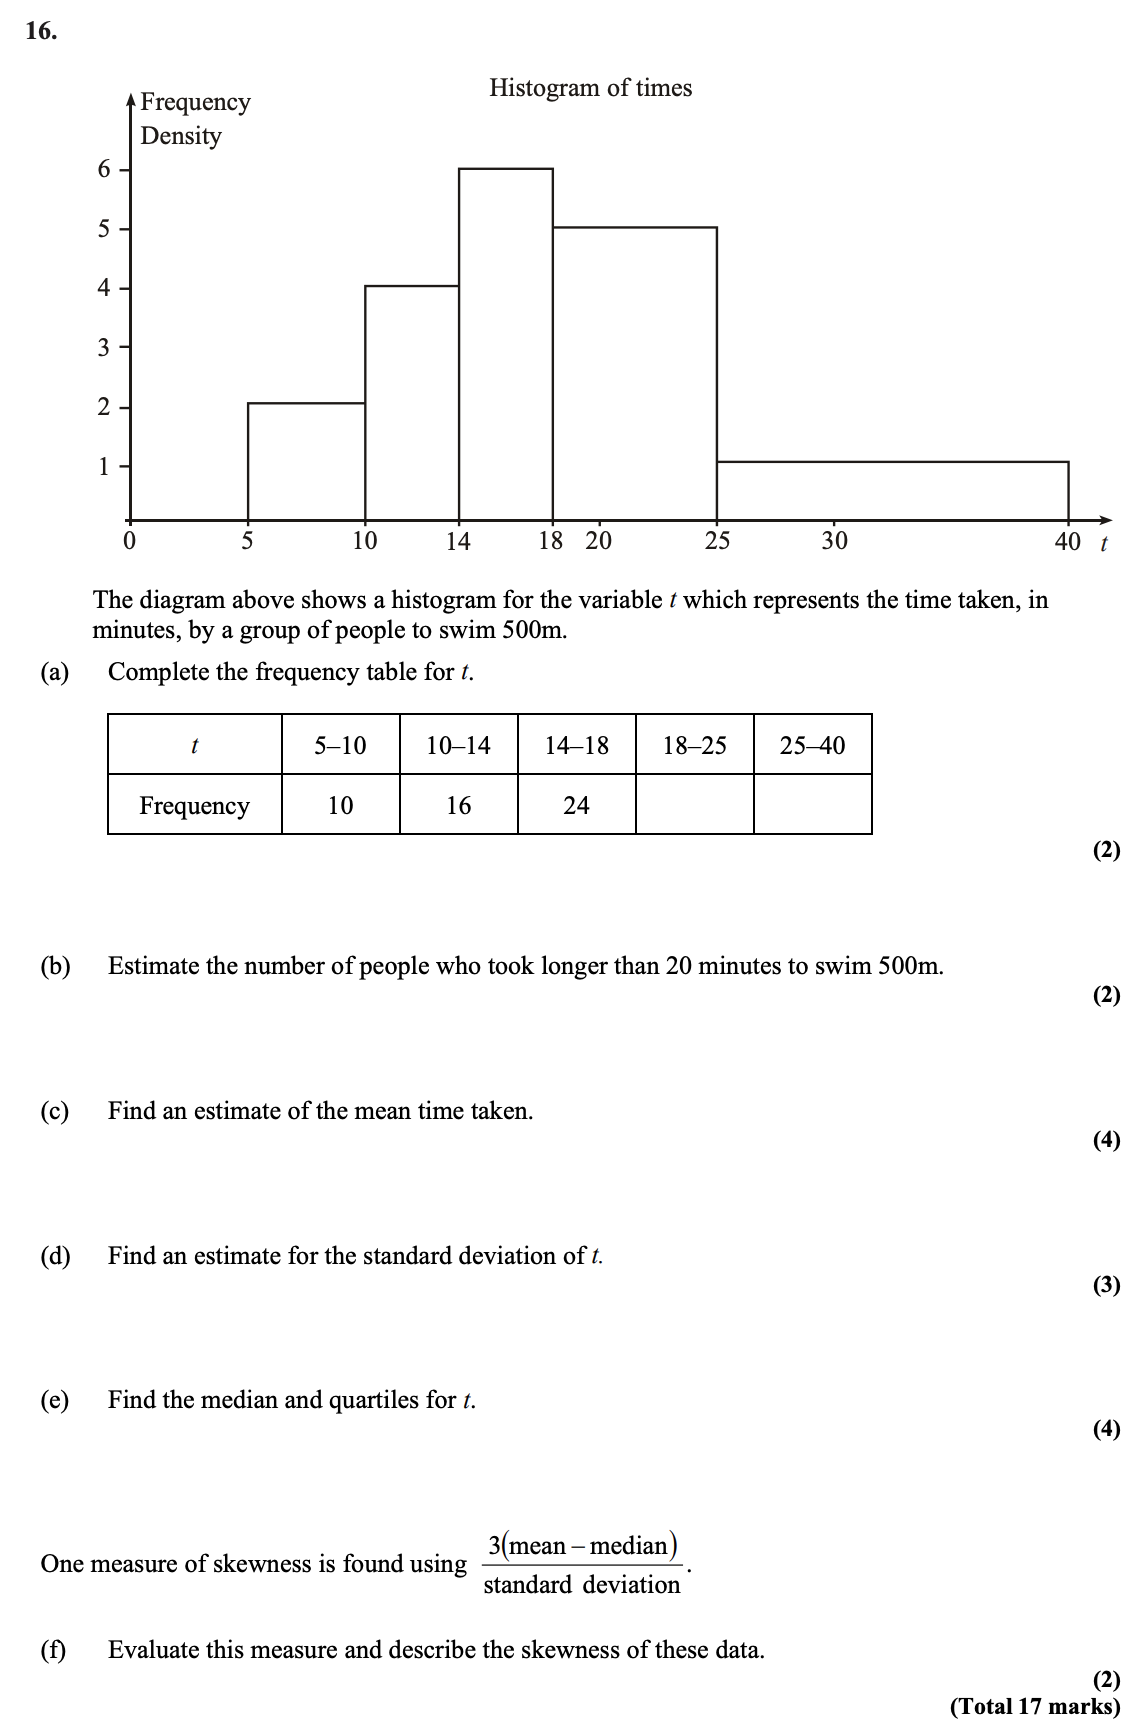 16.
Histogram of times
Frequency
Density
6
5
4
3
2
1
0 5 10 14 18 20 25 30 40 t
The diagram above shows a histogram for the variable t which represents the time taken, in
minutes, by a group of people to swim 500m.
(a) Complete the frequency table for t.
t 5–10 10–14 14–18 18–25 25–40
Frequency 10 16 24
(2)
(b) Estimate the number of people who took longer than 20 minutes to swim 500m.
(2)
(c) Find an estimate of the mean time taken.
(4)
(d) Find an estimate for the standard deviation of t.
(3)
(e) Find the median and quartiles for t.
(4)
One measure of skewness is found using 3(mean – median) / standard deviation.
(f) Evaluate this measure and describe the skewness of these data.
(2)
(Total 17 marks)